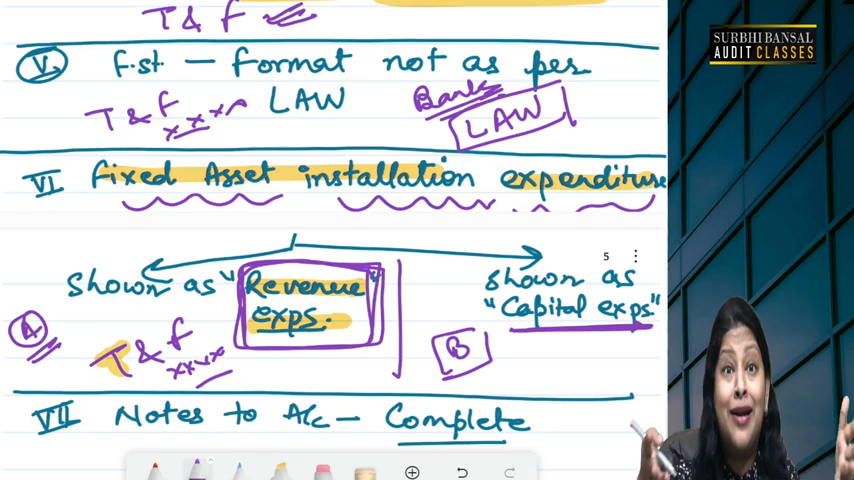 T & F
SURBHI BANSAL
AUDIT CLASSES
V f.st — format not as per
LAW
T & F xxxx
Bank
LAW
VI fixed Asset installation expenditure
5
shown as "Revenue exps."
shown as "Capital exps"
A
T & F xxxx
B
VII Notes to A/c — Complete